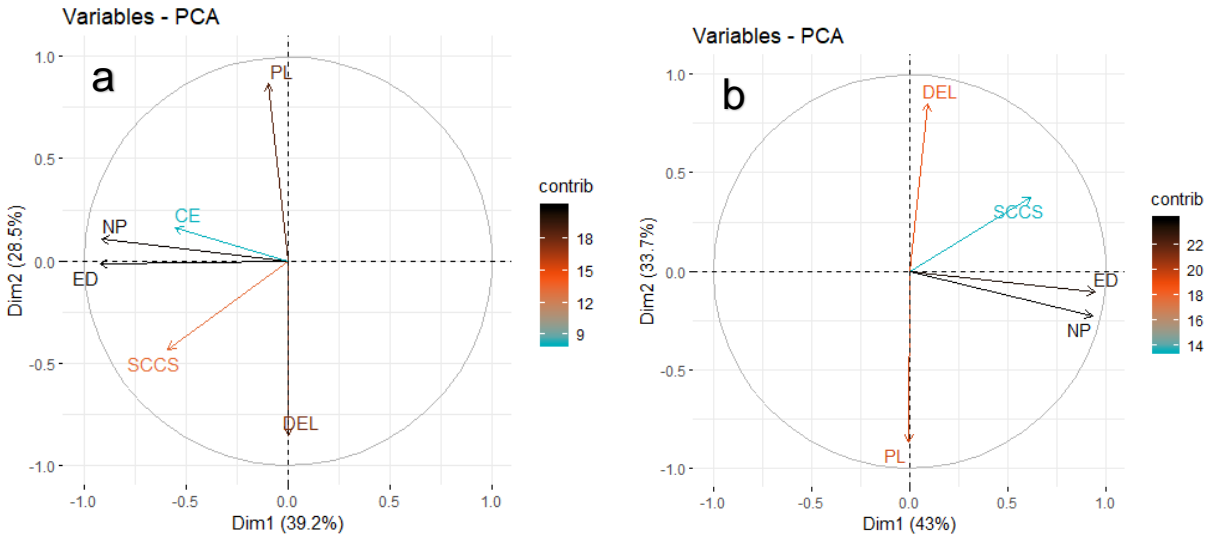 Variables - PCA
a
1.0
0.5
0.0
-0.5
-1.0
Dim2 (28.5%)
PL
CE
NP
ED
SCCS
DEL
-1.0
-0.5
0.0
0.5
1.0
Dim1 (39.2%)
contrib
18
15
12
9
Variables - PCA
b
1.0
0.5
0.0
-0.5
-1.0
Dim2 (33.7%)
DEL
SCCS
ED
NP
PL
-1.0
-0.5
0.0
0.5
1.0
Dim1 (43%)
contrib
22
20
18
16
14